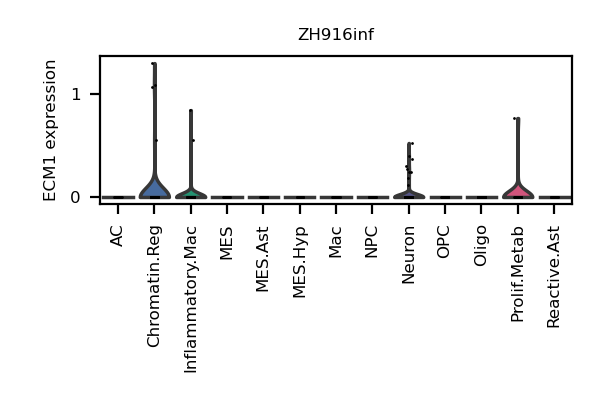 ZH916inf
ECM1 expression
1
0
AC
Chromatin.Reg
Inflammatory.Mac
MES
MES.Ast
MES.Hyp
Mac
NPC
Neuron
OPC
Oligo
Prolif.Metab
Reactive.Ast